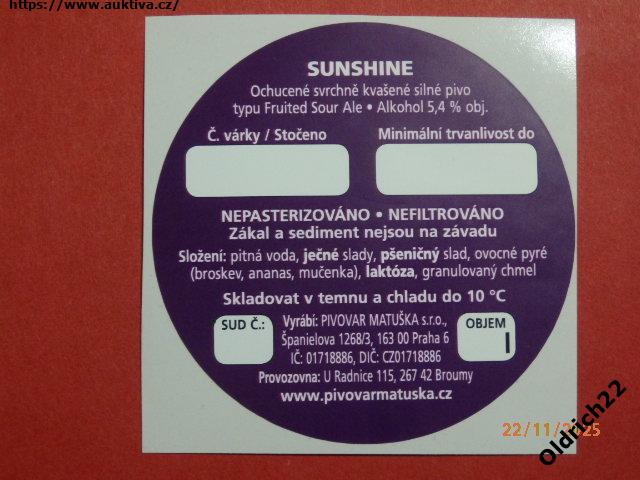 https://www.auktiva.cz/
SUNSHINE
Ochucené svrchně kvašené silné pivo
typu Fruited Sour Ale • Alkohol 5,4 % obj.
Č. várky / Stočeno
Minimální trvanlivost do
NEPASTERIZOVÁNO • NEFILTROVÁNO
Zákal a sediment nejsou na závadu
Složení: pitná voda, ječné slady, pšeničný slad, ovocné pyré
(broskev, ananas, mučenka), laktóza, granulovaný chmel
Skladovat v temnu a chladu do 10 °C
SUD Č.:
Vyrábí: PIVOVAR MATUŠKA s.r.o.,
Španielova 1268/3, 163 00 Praha 6
IČ: 01718886, DIČ: CZ01718886
OBJEM
l
Provozovna: U Radnice 115, 267 42 Broumy
www.pivovarmatuska.cz
22/11/2025
Oldrich22